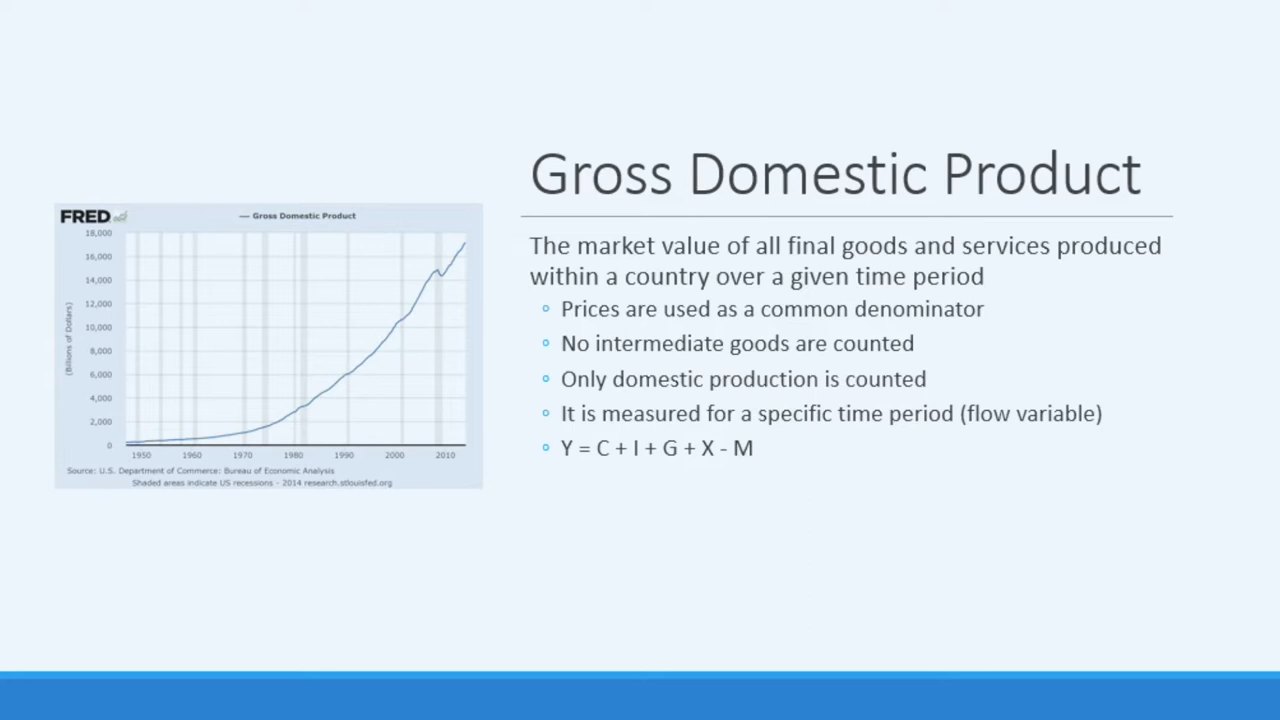 Gross Domestic Product
The market value of all final goods and services produced
within a country over a given time period
Prices are used as a common denominator
No intermediate goods are counted
Only domestic production is counted
It is measured for a specific time period (flow variable)
Y = C + I + G + X - M
FRED
— Gross Domestic Product
18,000
16,000
14,000
12,000
10,000
8,000
6,000
4,000
2,000
0
(Billions of Dollars)
1950 1960 1970 1980 1990 2000 2010
Source: U.S. Department of Commerce: Bureau of Economic Analysis
Shaded areas indicate US recessions - 2014 research.stlouisfed.org